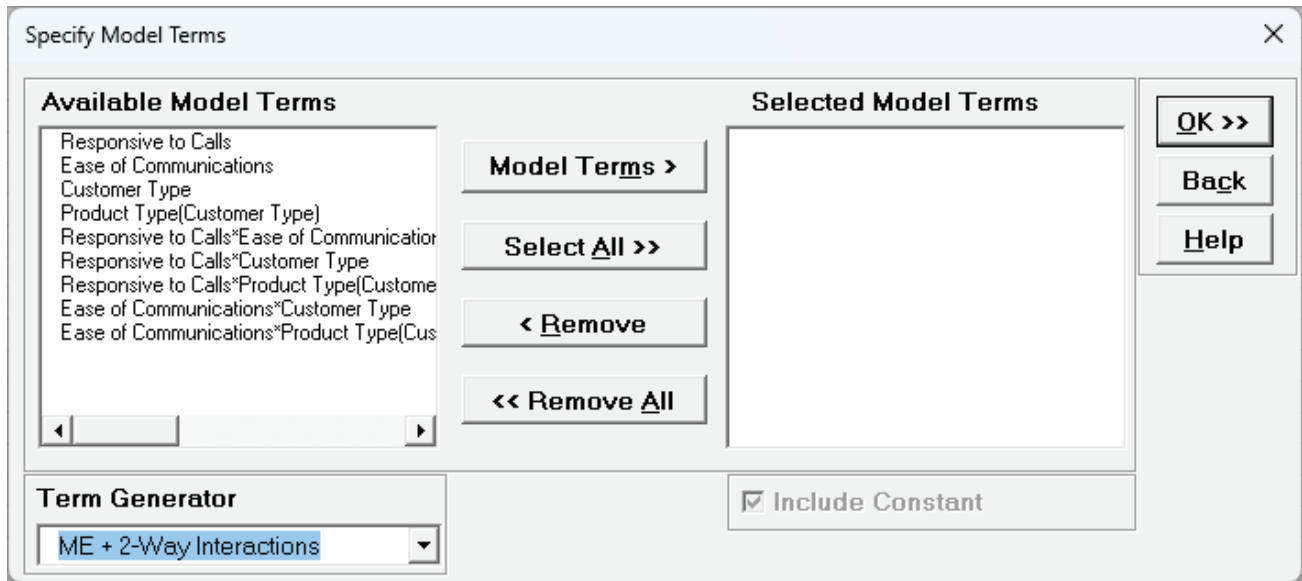 Specify Model Terms
Available Model Terms
Responsive to Calls
Ease of Communications
Customer Type
Product Type(Customer Type)
Responsive to Calls*Ease of Communication
Responsive to Calls*Customer Type
Responsive to Calls*Product Type(Custome
Ease of Communications*Customer Type
Ease of Communications*Product Type(Cus
Model Terms >
Select All >>
< Remove
<< Remove All
Selected Model Terms
OK >>
Back
Help
Term Generator
ME + 2-Way Interactions
Include Constant